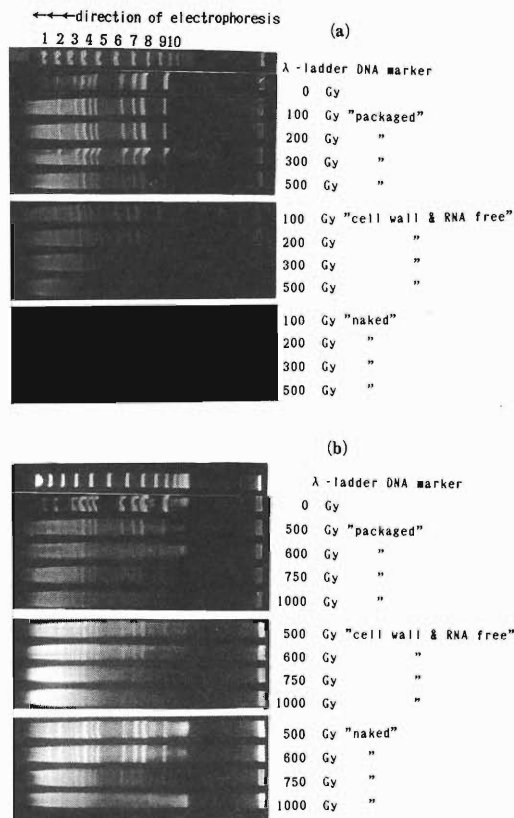 ←←←direction of electrophoresis
1 2 3 4 5 6 7 8 910
(a)
λ-ladder DNA marker
0 Gy
100 Gy "packaged"
200 Gy "
300 Gy "
500 Gy "
100 Gy "cell wall & RNA free"
200 Gy "
300 Gy "
500 Gy "
100 Gy "naked"
200 Gy "
300 Gy "
500 Gy "
(b)
λ-ladder DNA marker
0 Gy
500 Gy "packaged"
600 Gy "
750 Gy "
1000 Gy "
500 Gy "cell wall & RNA free"
600 Gy "
750 Gy "
1000 Gy "
500 Gy "naked"
600 Gy "
750 Gy "
1000 Gy "